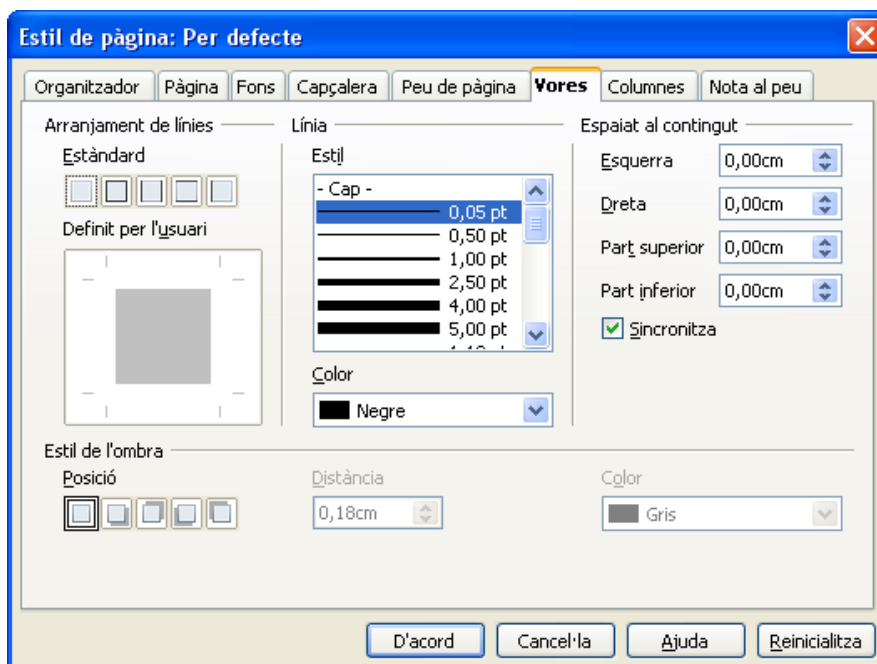 Estil de pàgina: Per defecte
Organitzador Pàgina Fons Capçalera Peu de pàgina Vores Columnes Nota al peu
Arranjament de línies Línia Espaiat al contingut
Estàndard Estil Esquerra 0,00cm
- Cap -
0,05 pt Dreta 0,00cm
Definit per l'usuari 0,50 pt
1,00 pt Part superior 0,00cm
2,50 pt
4,00 pt Part inferior 0,00cm
5,00 pt Sincronitza
Color
Negre
Estil de l'ombra
Posició Distància Color
0,18cm Gris
D'acord Cancel·la Ajuda Reinicialitza